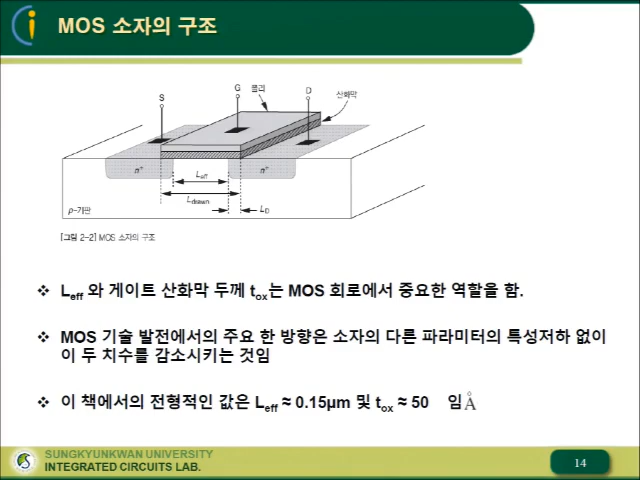 MOS 소자의 구조
S
G
폴리
D
산화막
n+
Leff
n+
Ldrawn
p-기판
LD
[그림 2-2] MOS 소자의 구조
❖ Leff 와 게이트 산화막 두께 tox는 MOS 회로에서 중요한 역할을 함.
❖ MOS 기술 발전에서의 주요 한 방향은 소자의 다른 파라미터의 특성저하 없이
이 두 치수를 감소시키는 것임
❖ 이 책에서의 전형적인 값은 Leff ≈ 0.15μm 및 tox ≈ 50 임Å
SUNGKYUNKWAN UNIVERSITY
INTEGRATED CIRCUITS LAB.
14